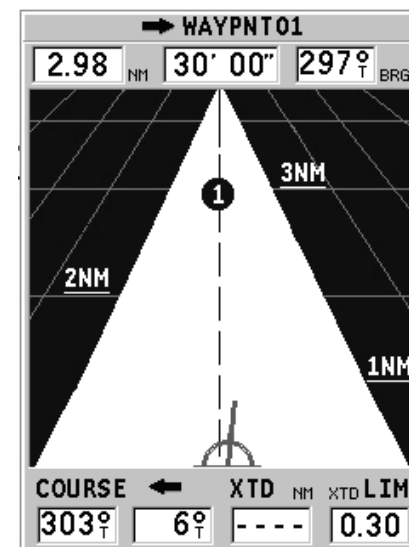 ➡ WAYPNT01
2.98 NM 30' 00" 297°T BRG
3NM
1
2NM
1NM
COURSE ⬅ XTD NM XTD LIM
303°T 6°T ---- 0.30